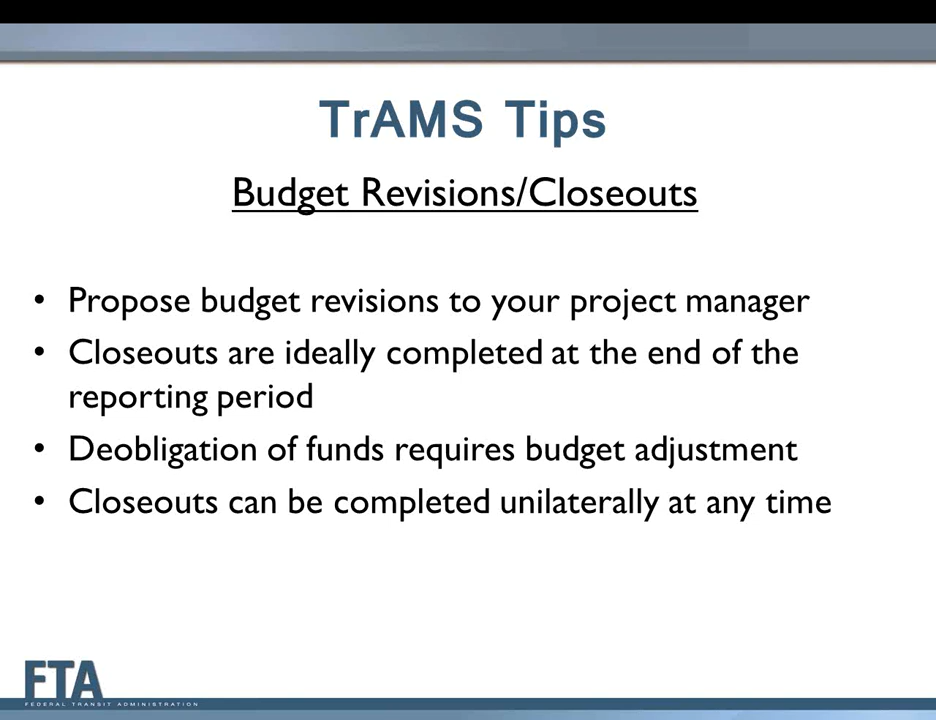 TrAMS Tips
Budget Revisions/Closeouts
• Propose budget revisions to your project manager
• Closeouts are ideally completed at the end of the
reporting period
• Deobligation of funds requires budget adjustment
• Closeouts can be completed unilaterally at any time
FTA
FEDERAL TRANSIT ADMINISTRATION